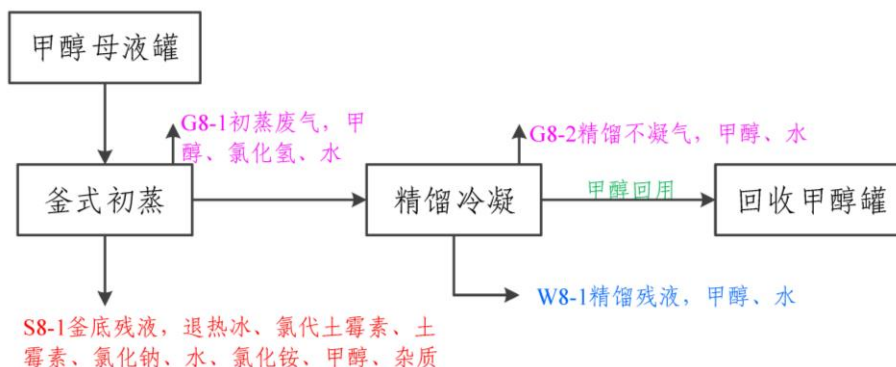 甲醇母液罐
G8-1初蒸废气，甲
醇、氯化氢、水
G8-2精馏不凝气，甲醇、水
釜式初蒸
精馏冷凝
甲醇回用
回收甲醇罐
W8-1精馏残液，甲醇、水
S8-1釜底残液，退热冰、氯代土霉素、土
霉素、氯化钠、水、氯化铵、甲醇、杂质